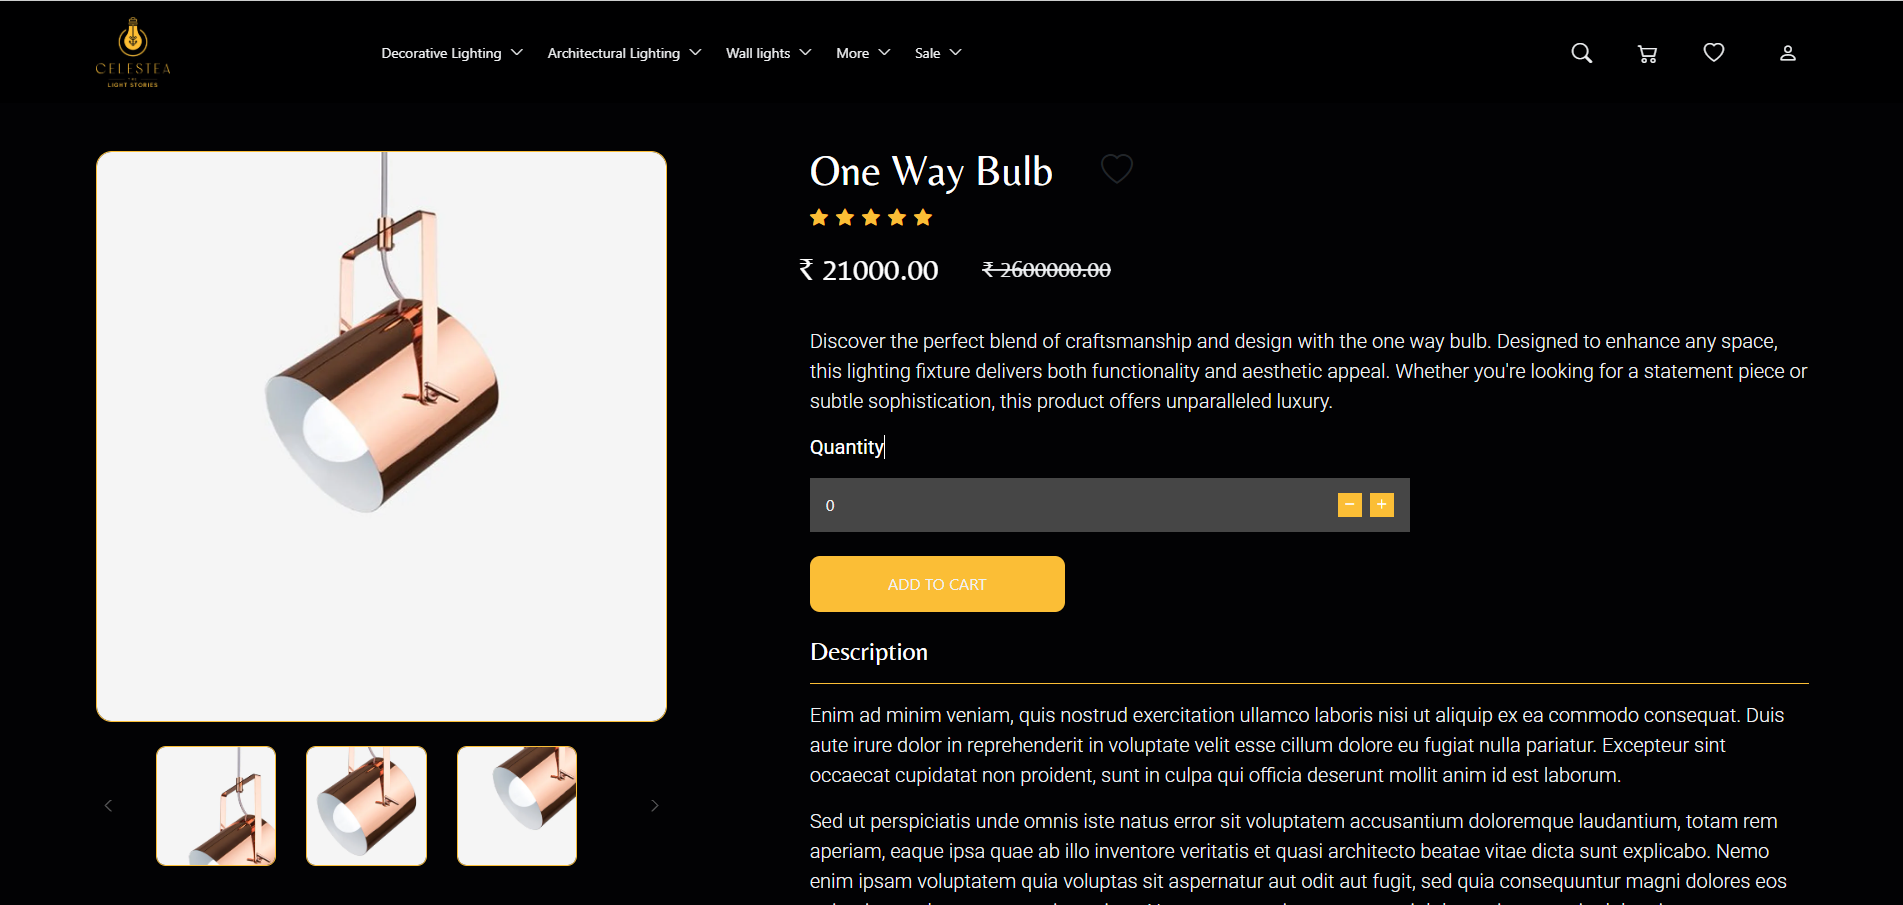 CELESTEA
THE
LIGHT STORIES
Decorative Lighting Architectural Lighting Wall lights More Sale
One Way Bulb
₹ 21000.00 ₹ 2600000.00
Discover the perfect blend of craftsmanship and design with the one way bulb. Designed to enhance any space,
this lighting fixture delivers both functionality and aesthetic appeal. Whether you're looking for a statement piece or
subtle sophistication, this product offers unparalleled luxury.
Quantity
0 − +
ADD TO CART
Description
Enim ad minim veniam, quis nostrud exercitation ullamco laboris nisi ut aliquip ex ea commodo consequat. Duis
aute irure dolor in reprehenderit in voluptate velit esse cillum dolore eu fugiat nulla pariatur. Excepteur sint
occaecat cupidatat non proident, sunt in culpa qui officia deserunt mollit anim id est laborum.
Sed ut perspiciatis unde omnis iste natus error sit voluptatem accusantium doloremque laudantium, totam rem
aperiam, eaque ipsa quae ab illo inventore veritatis et quasi architecto beatae vitae dicta sunt explicabo. Nemo
enim ipsam voluptatem quia voluptas sit aspernatur aut odit aut fugit, sed quia consequuntur magni dolores eos